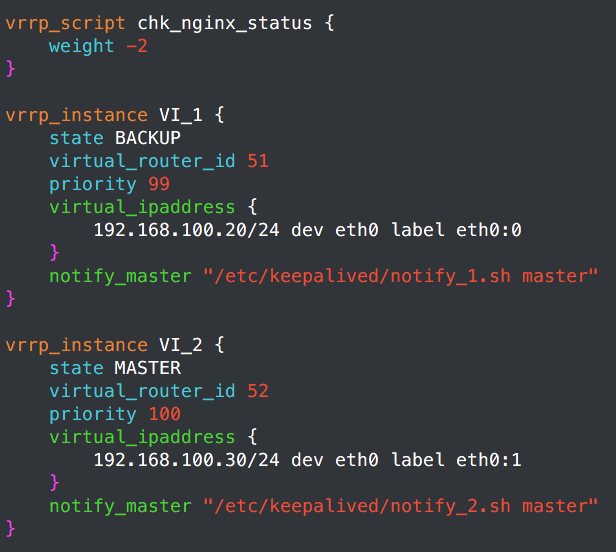 vrrp_script chk_nginx_status {
    weight -2
}

vrrp_instance VI_1 {
    state BACKUP
    virtual_router_id 51
    priority 99
    virtual_ipaddress {
        192.168.100.20/24 dev eth0 label eth0:0
    }
    notify_master "/etc/keepalived/notify_1.sh master"
}

vrrp_instance VI_2 {
    state MASTER
    virtual_router_id 52
    priority 100
    virtual_ipaddress {
        192.168.100.30/24 dev eth0 label eth0:1
    }
    notify_master "/etc/keepalived/notify_2.sh master"
}